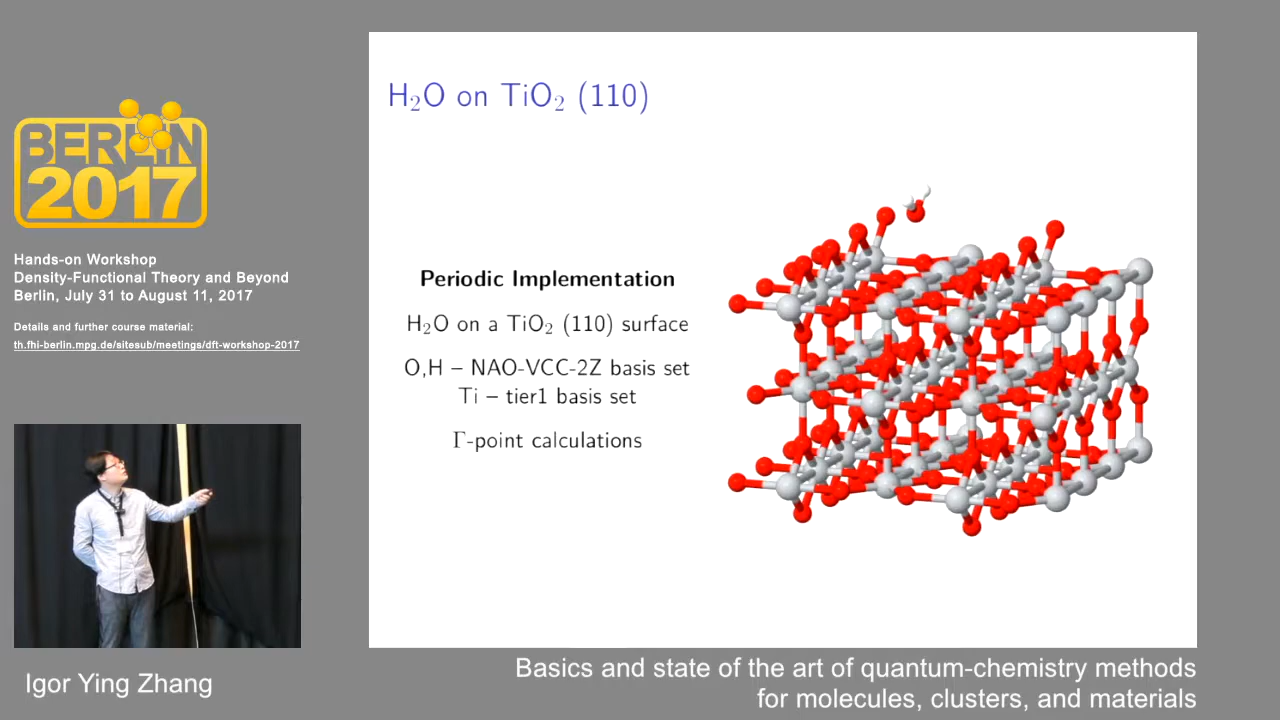 BERLIN
2017
Hands-on Workshop
Density-Functional Theory and Beyond
Berlin, July 31 to August 11, 2017
Details and further course material:
th.fhi-berlin.mpg.de/sitesub/meetings/dft-workshop-2017
Igor Ying Zhang
H₂O on TiO₂ (110)
Periodic Implementation
H₂O on a TiO₂ (110) surface
O,H – NAO-VCC-2Z basis set
Ti – tier1 basis set
Γ-point calculations
Basics and state of the art of quantum-chemistry methods
for molecules, clusters, and materials